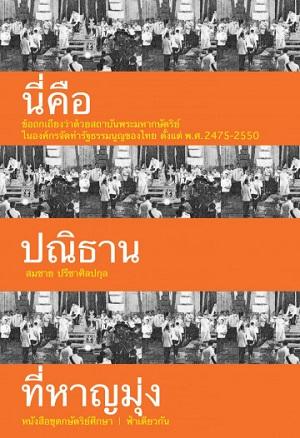 นี่คือ
ข้อถกเถียงว่าด้วยสถาบันพระมหากษัตริย์
ในองค์กรจัดทำรัฐธรรมนูญของไทย ตั้งแต่ พ.ศ. 2475-2550
ปณิธาน
สมชาย ปรีชาศิลปกุล
ที่หาญมุ่ง
หนังสือชุดกษัตริย์ศึกษา | ฟ้าเดียวกัน